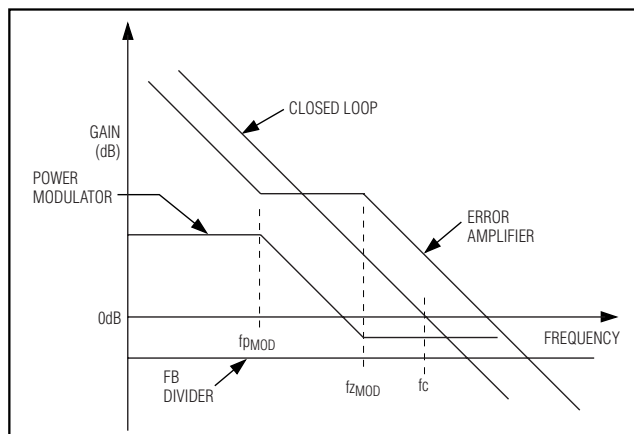 CLOSED LOOP
GAIN
(dB)
POWER
MODULATOR
ERROR
AMPLIFIER
0dB
FREQUENCY
fpMOD
fzMOD
fc
FB
DIVIDER